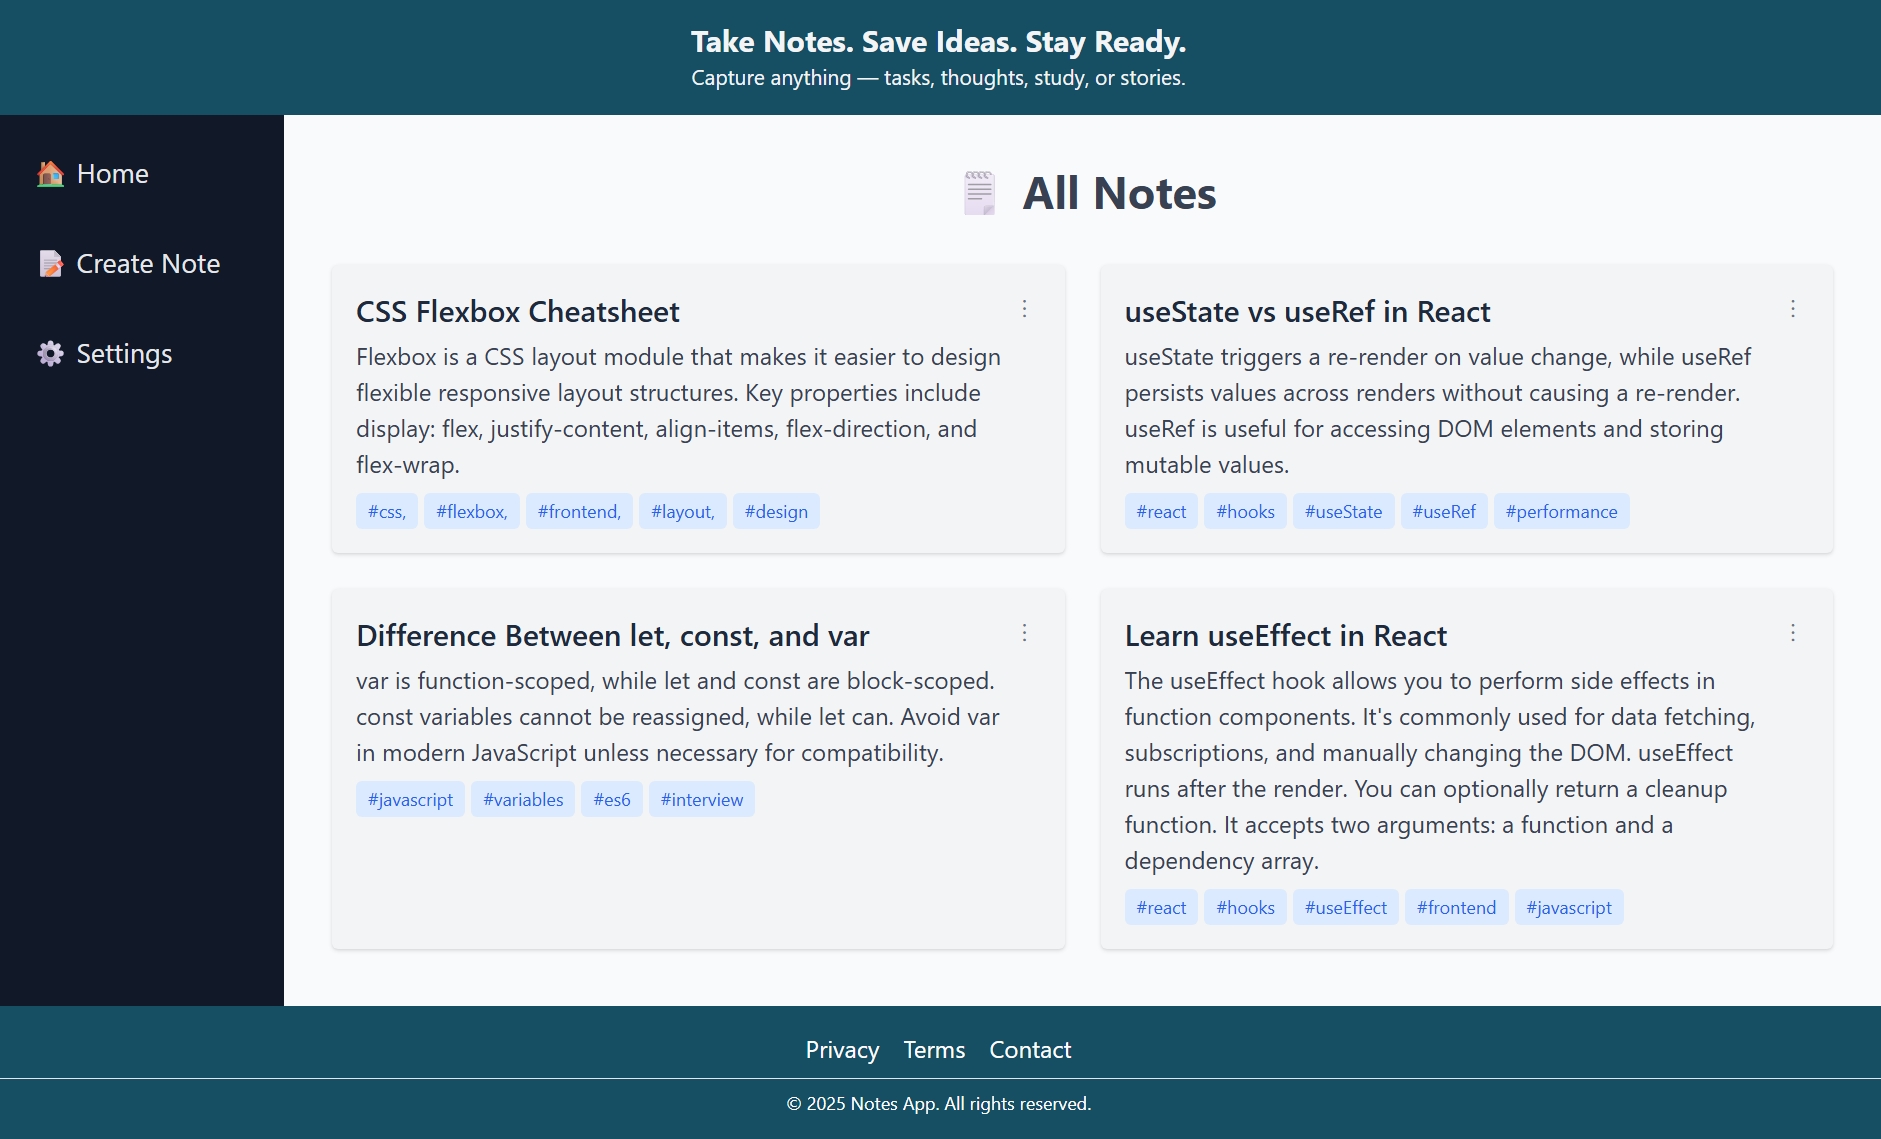 Take Notes. Save Ideas. Stay Ready.
Capture anything — tasks, thoughts, study, or stories.
Home
Create Note
Settings
All Notes
CSS Flexbox Cheatsheet
Flexbox is a CSS layout module that makes it easier to design
flexible responsive layout structures. Key properties include
display: flex, justify-content, align-items, flex-direction, and
flex-wrap.
#css, #flexbox, #frontend, #layout, #design
useState vs useRef in React
useState triggers a re-render on value change, while useRef
persists values across renders without causing a re-render.
useRef is useful for accessing DOM elements and storing
mutable values.
#react #hooks #useState #useRef #performance
Difference Between let, const, and var
var is function-scoped, while let and const are block-scoped.
const variables cannot be reassigned, while let can. Avoid var
in modern JavaScript unless necessary for compatibility.
#javascript #variables #es6 #interview
Learn useEffect in React
The useEffect hook allows you to perform side effects in
function components. It's commonly used for data fetching,
subscriptions, and manually changing the DOM. useEffect
runs after the render. You can optionally return a cleanup
function. It accepts two arguments: a function and a
dependency array.
#react #hooks #useEffect #frontend #javascript
Privacy Terms Contact
© 2025 Notes App. All rights reserved.